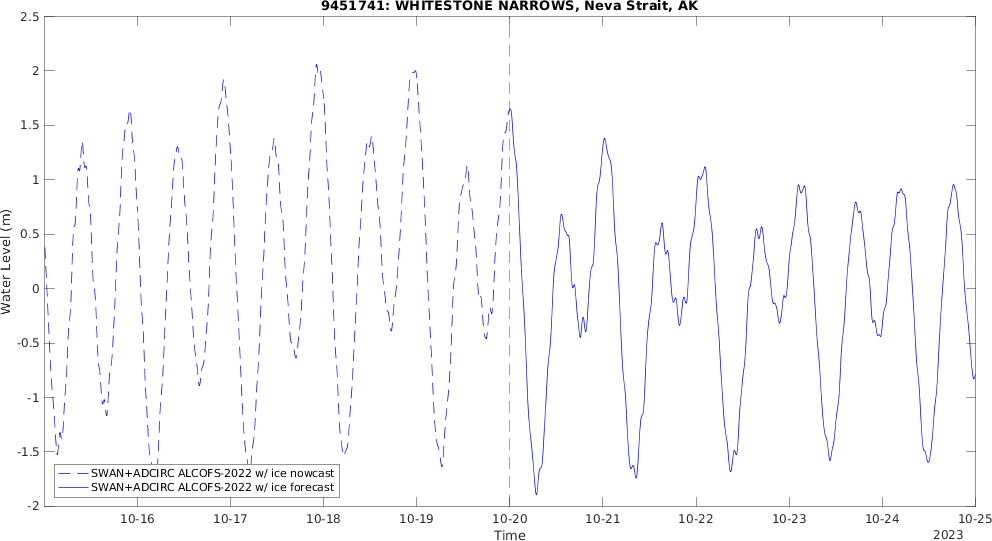 9451741: WHITESTONE NARROWS, Neva Strait, AK
Water Level (m)
2.5
2
1.5
1
0.5
0
-0.5
-1
-1.5
-2
SWAN+ADCIRC ALCOFS-2022 w/ ice nowcast
SWAN+ADCIRC ALCOFS-2022 w/ ice forecast
10-16 10-17 10-18 10-19 10-20 10-21 10-22 10-23 10-24 10-25
Time
2023